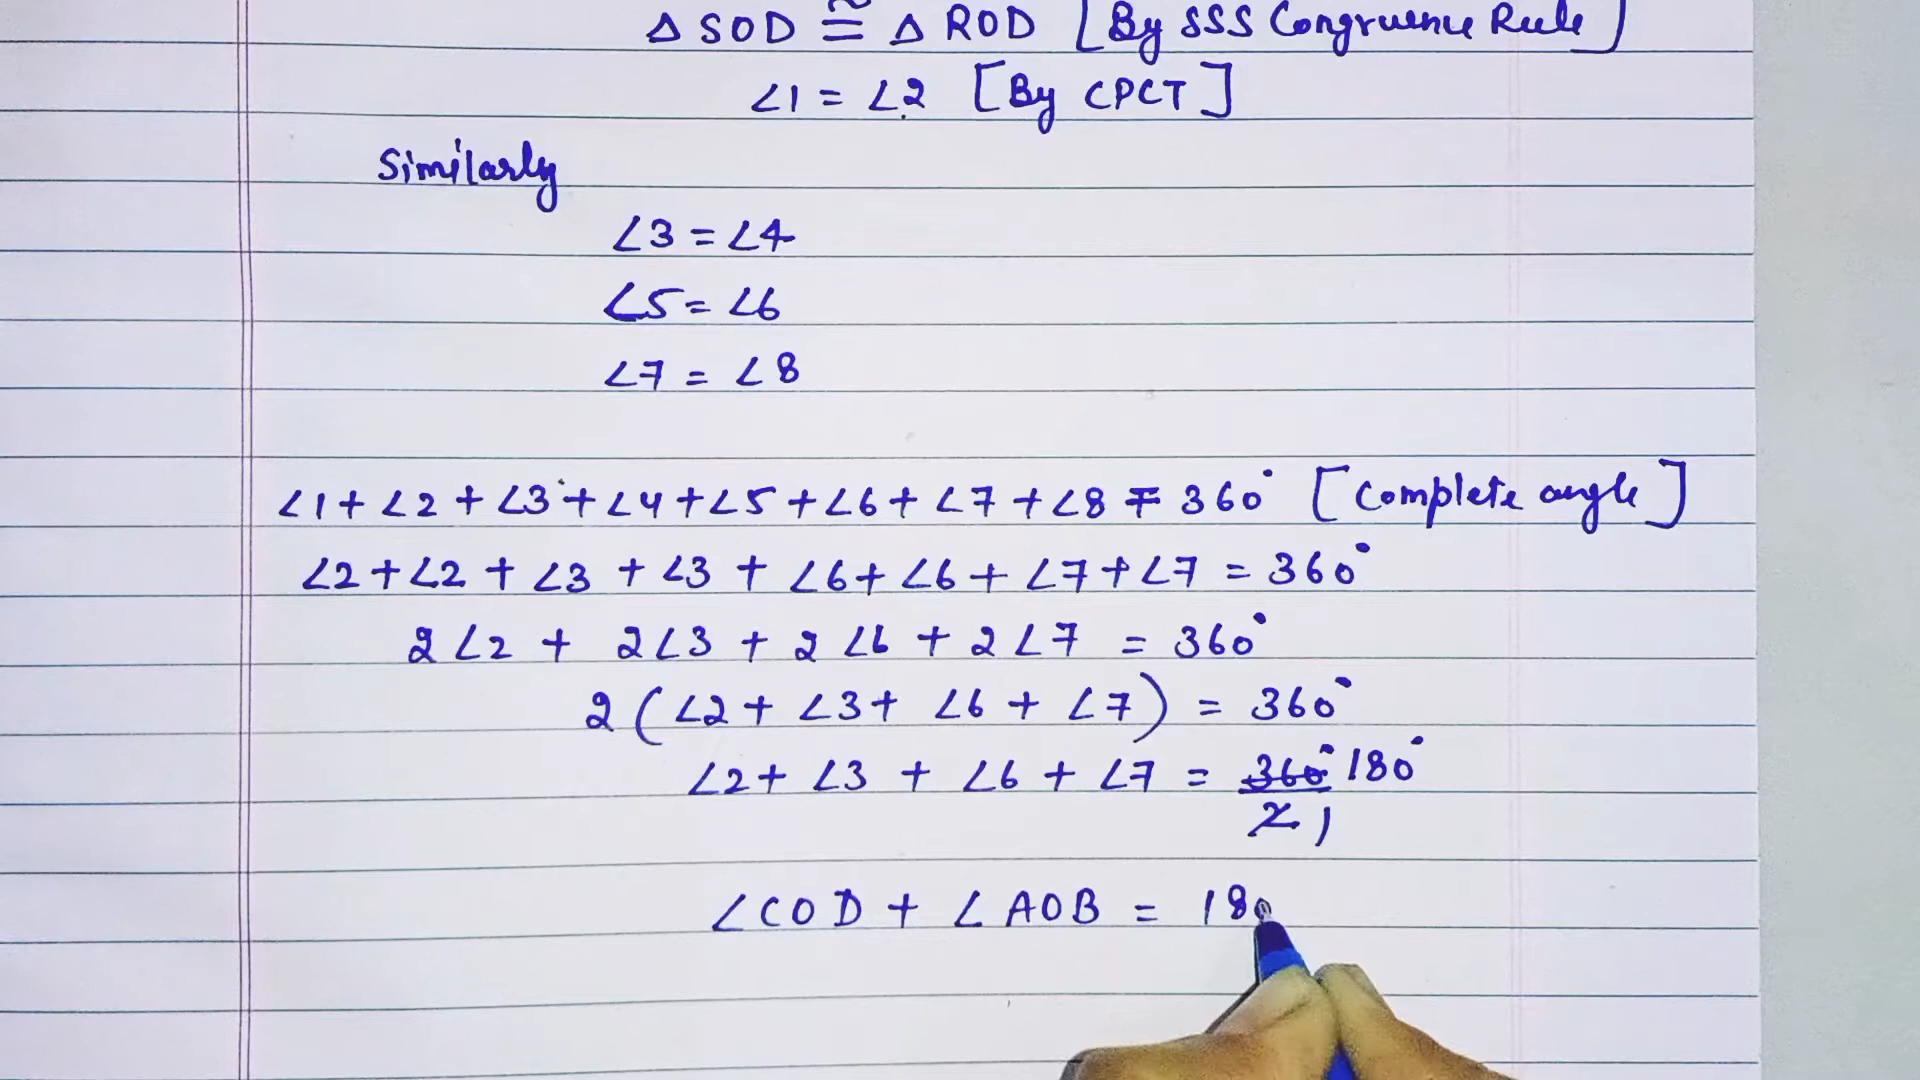 △ SOD ≅ △ ROD [By SSS Congruence Rule]
∠1 = ∠2 [By CPCT]
Similarly
∠3 = ∠4
∠5 = ∠6
∠7 = ∠8
∠1 + ∠2 + ∠3 + ∠4 + ∠5 + ∠6 + ∠7 + ∠8 = 360° [Complete angle]
∠2 + ∠2 + ∠3 + ∠3 + ∠6 + ∠6 + ∠7 + ∠7 = 360°
2∠2 + 2∠3 + 2∠6 + 2∠7 = 360°
2(∠2 + ∠3 + ∠6 + ∠7) = 360°
∠2 + ∠3 + ∠6 + ∠7 = 360° 180°
2 1
∠COD + ∠AOB = 180